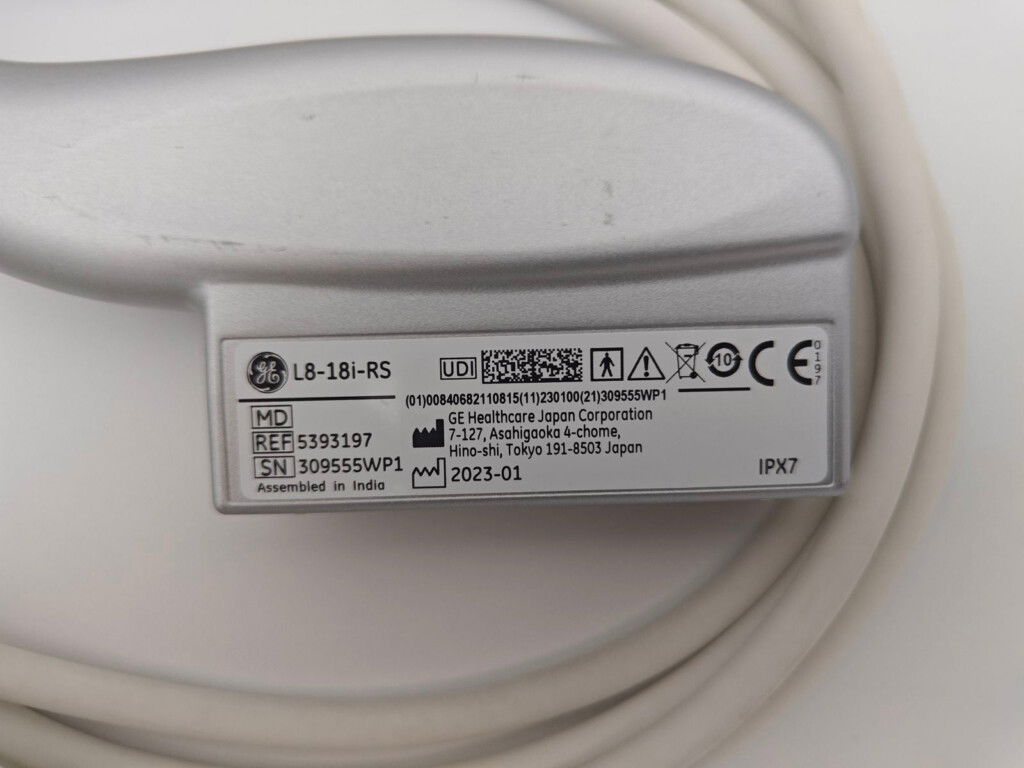 GE L8-18i-RS
UDI
10
CE 0197
(01)00840682110815(11)230100(21)309555WP1
MD
REF 5393197
SN 309555WP1
Assembled in India
GE Healthcare Japan Corporation
7-127, Asahigaoka 4-chome,
Hino-shi, Tokyo 191-8503 Japan
2023-01
IPX7